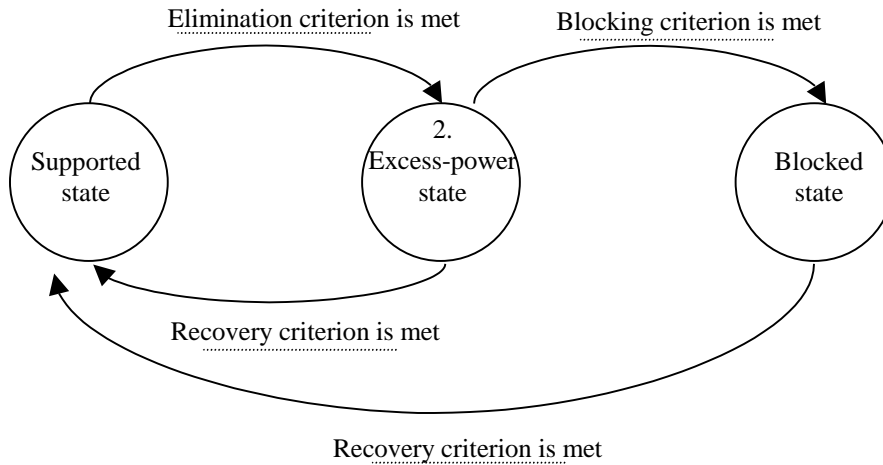 Elimination criterion is met
Blocking criterion is met
Supported
state
2.
Excess-power
state
Blocked
state
Recovery criterion is met
Recovery criterion is met